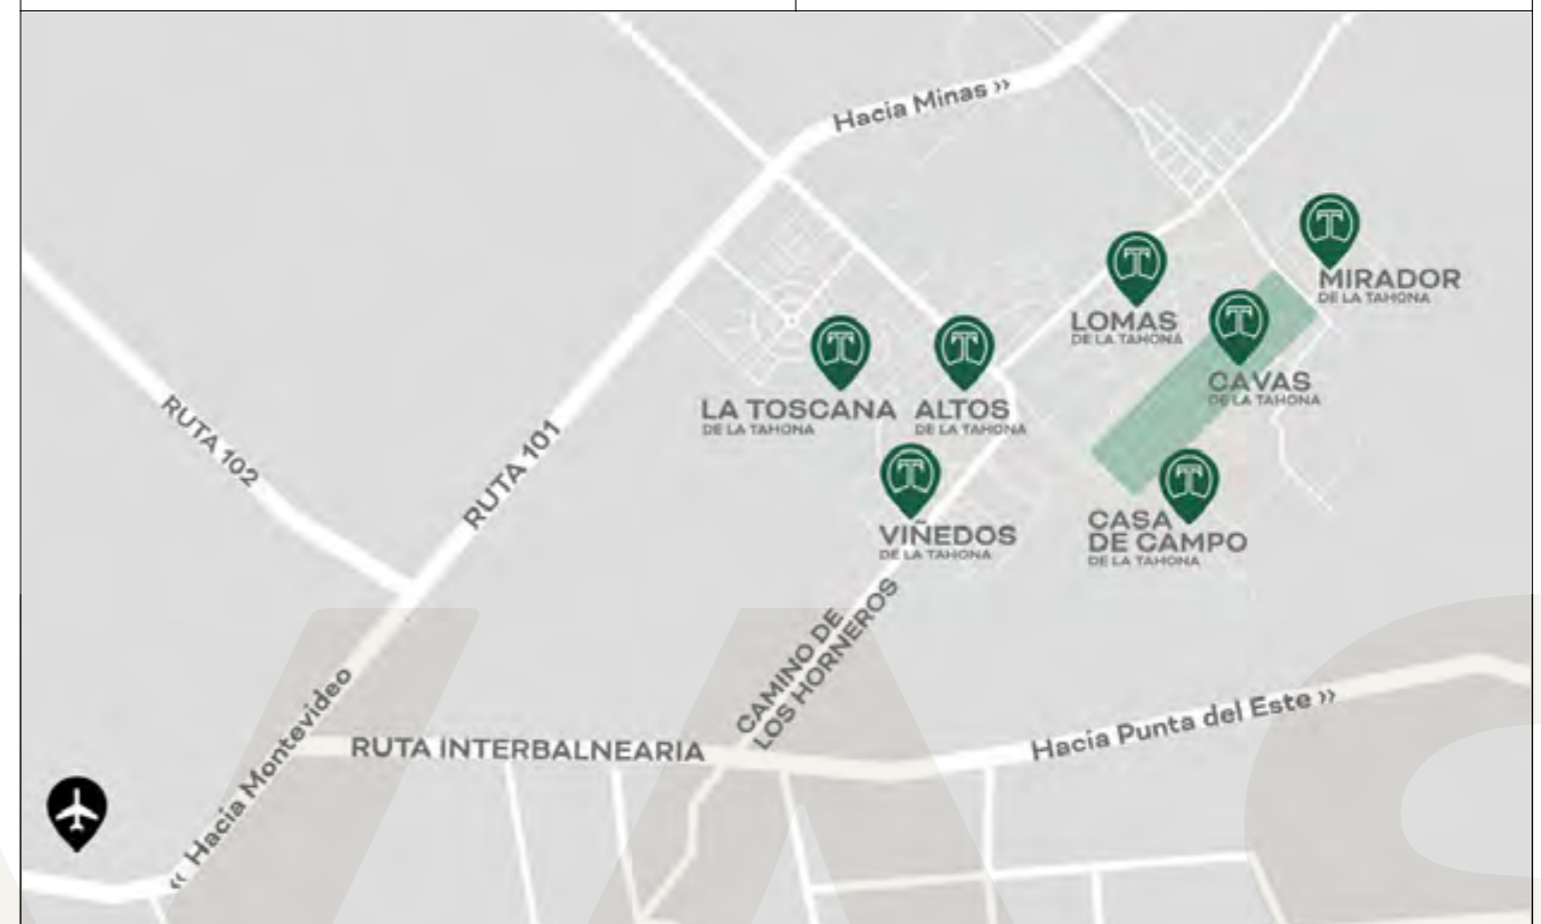 Hacia Minas >>
MIRADOR
DE LA TAHONA
LOMAS
DE LA TAHONA
CAVAS
DE LA TAHONA
LA TOSCANA
DE LA TAHONA
ALTOS
DE LA TAHONA
RUTA 102
RUTA 101
VIÑEDOS
DE LA TAHONA
CASA
DE CAMPO
DE LA TAHONA
CAMINO DE
LOS HORNEROS
<< Hacia Montevideo
RUTA INTERBALNEARIA
Hacia Punta del Este >>